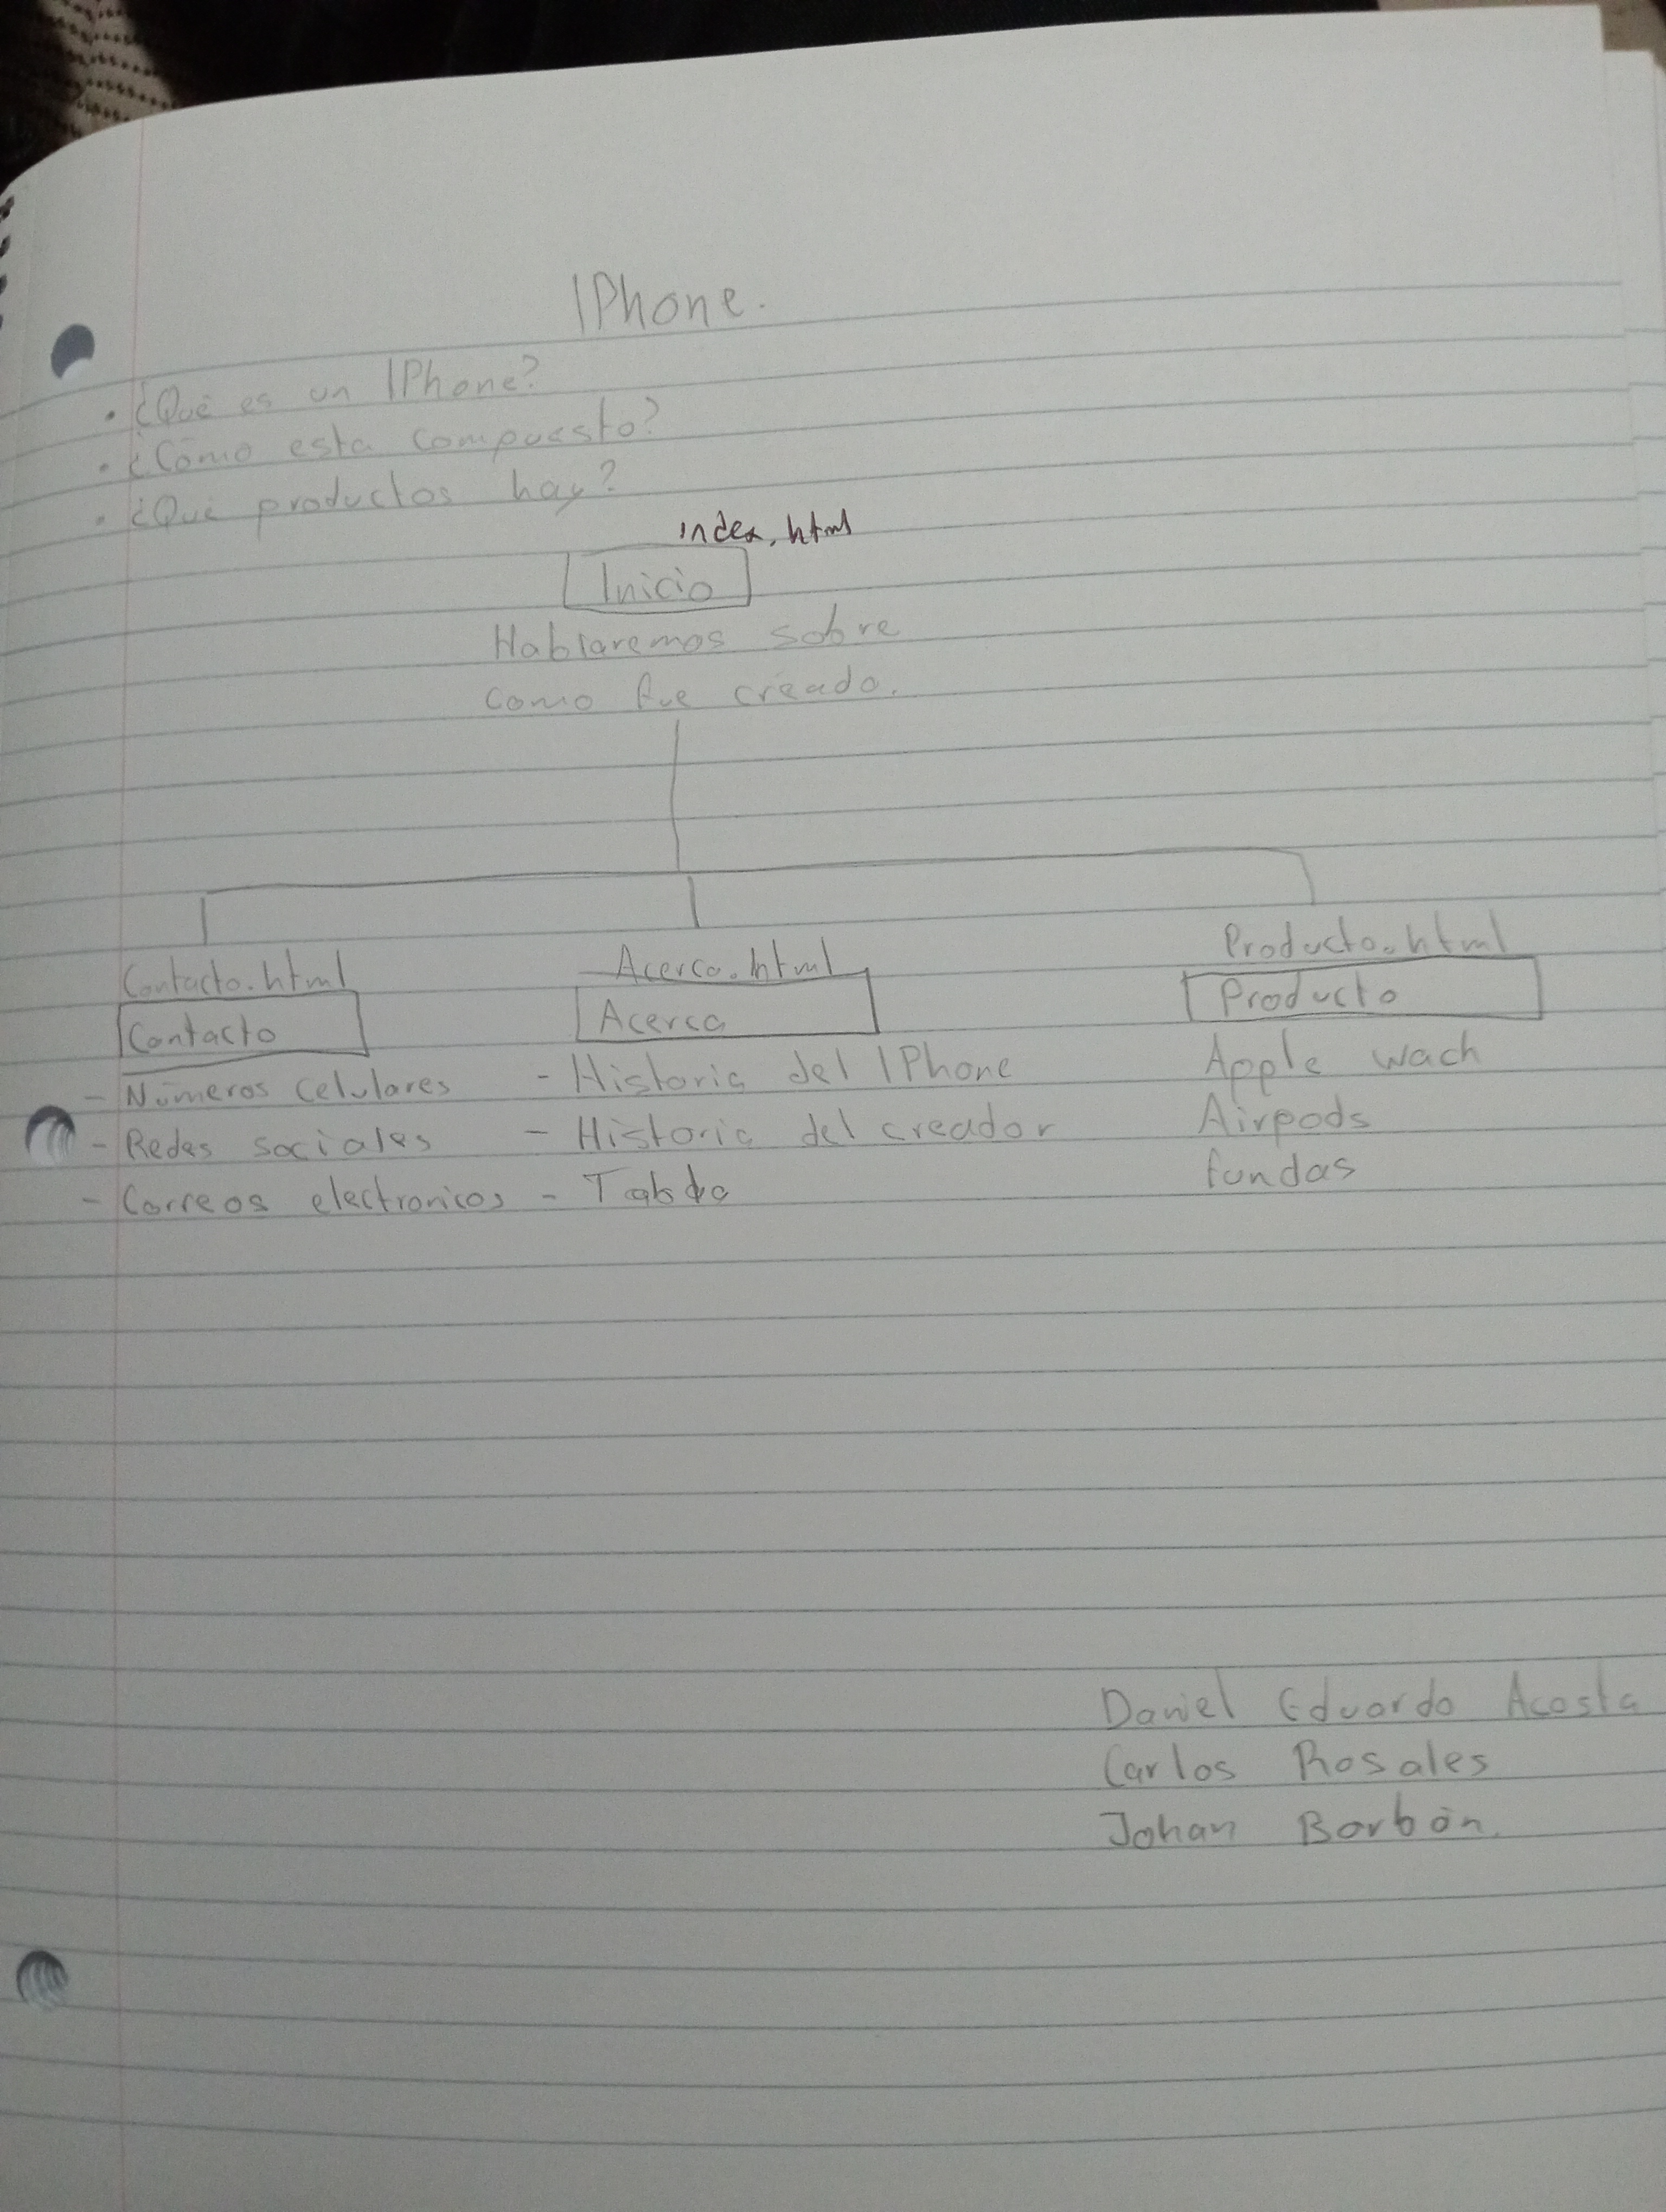 IPhone.
• ¿Qué es un IPhone?
• ¿Cómo esta compuesto?
• ¿Qué productos hay?
index.html
Inicio
Hablaremos sobre
como fue creado.
Contacto.html
Contacto
- Números celulares
- Redes sociales
- Correos electronicos
Acerca.html
Acerca
- Historia del IPhone
- Historia del creador
-
Producto.html
Producto
Apple wach
Airpods
fundas
Daniel Eduardo Acosta
Carlos Rosales
Johan Borbón.